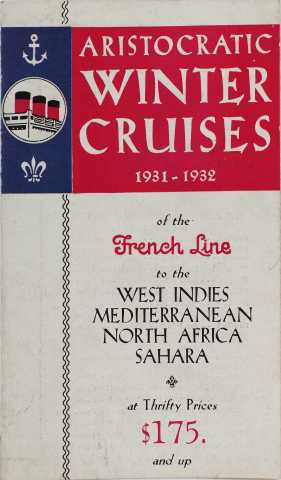 ARISTOCRATIC
WINTER
CRUISES
1931-1932
of the
French Line
to the
WEST INDIES
MEDITERRANEAN
NORTH AFRICA
SAHARA
at Thrifty Prices
$175.
and up